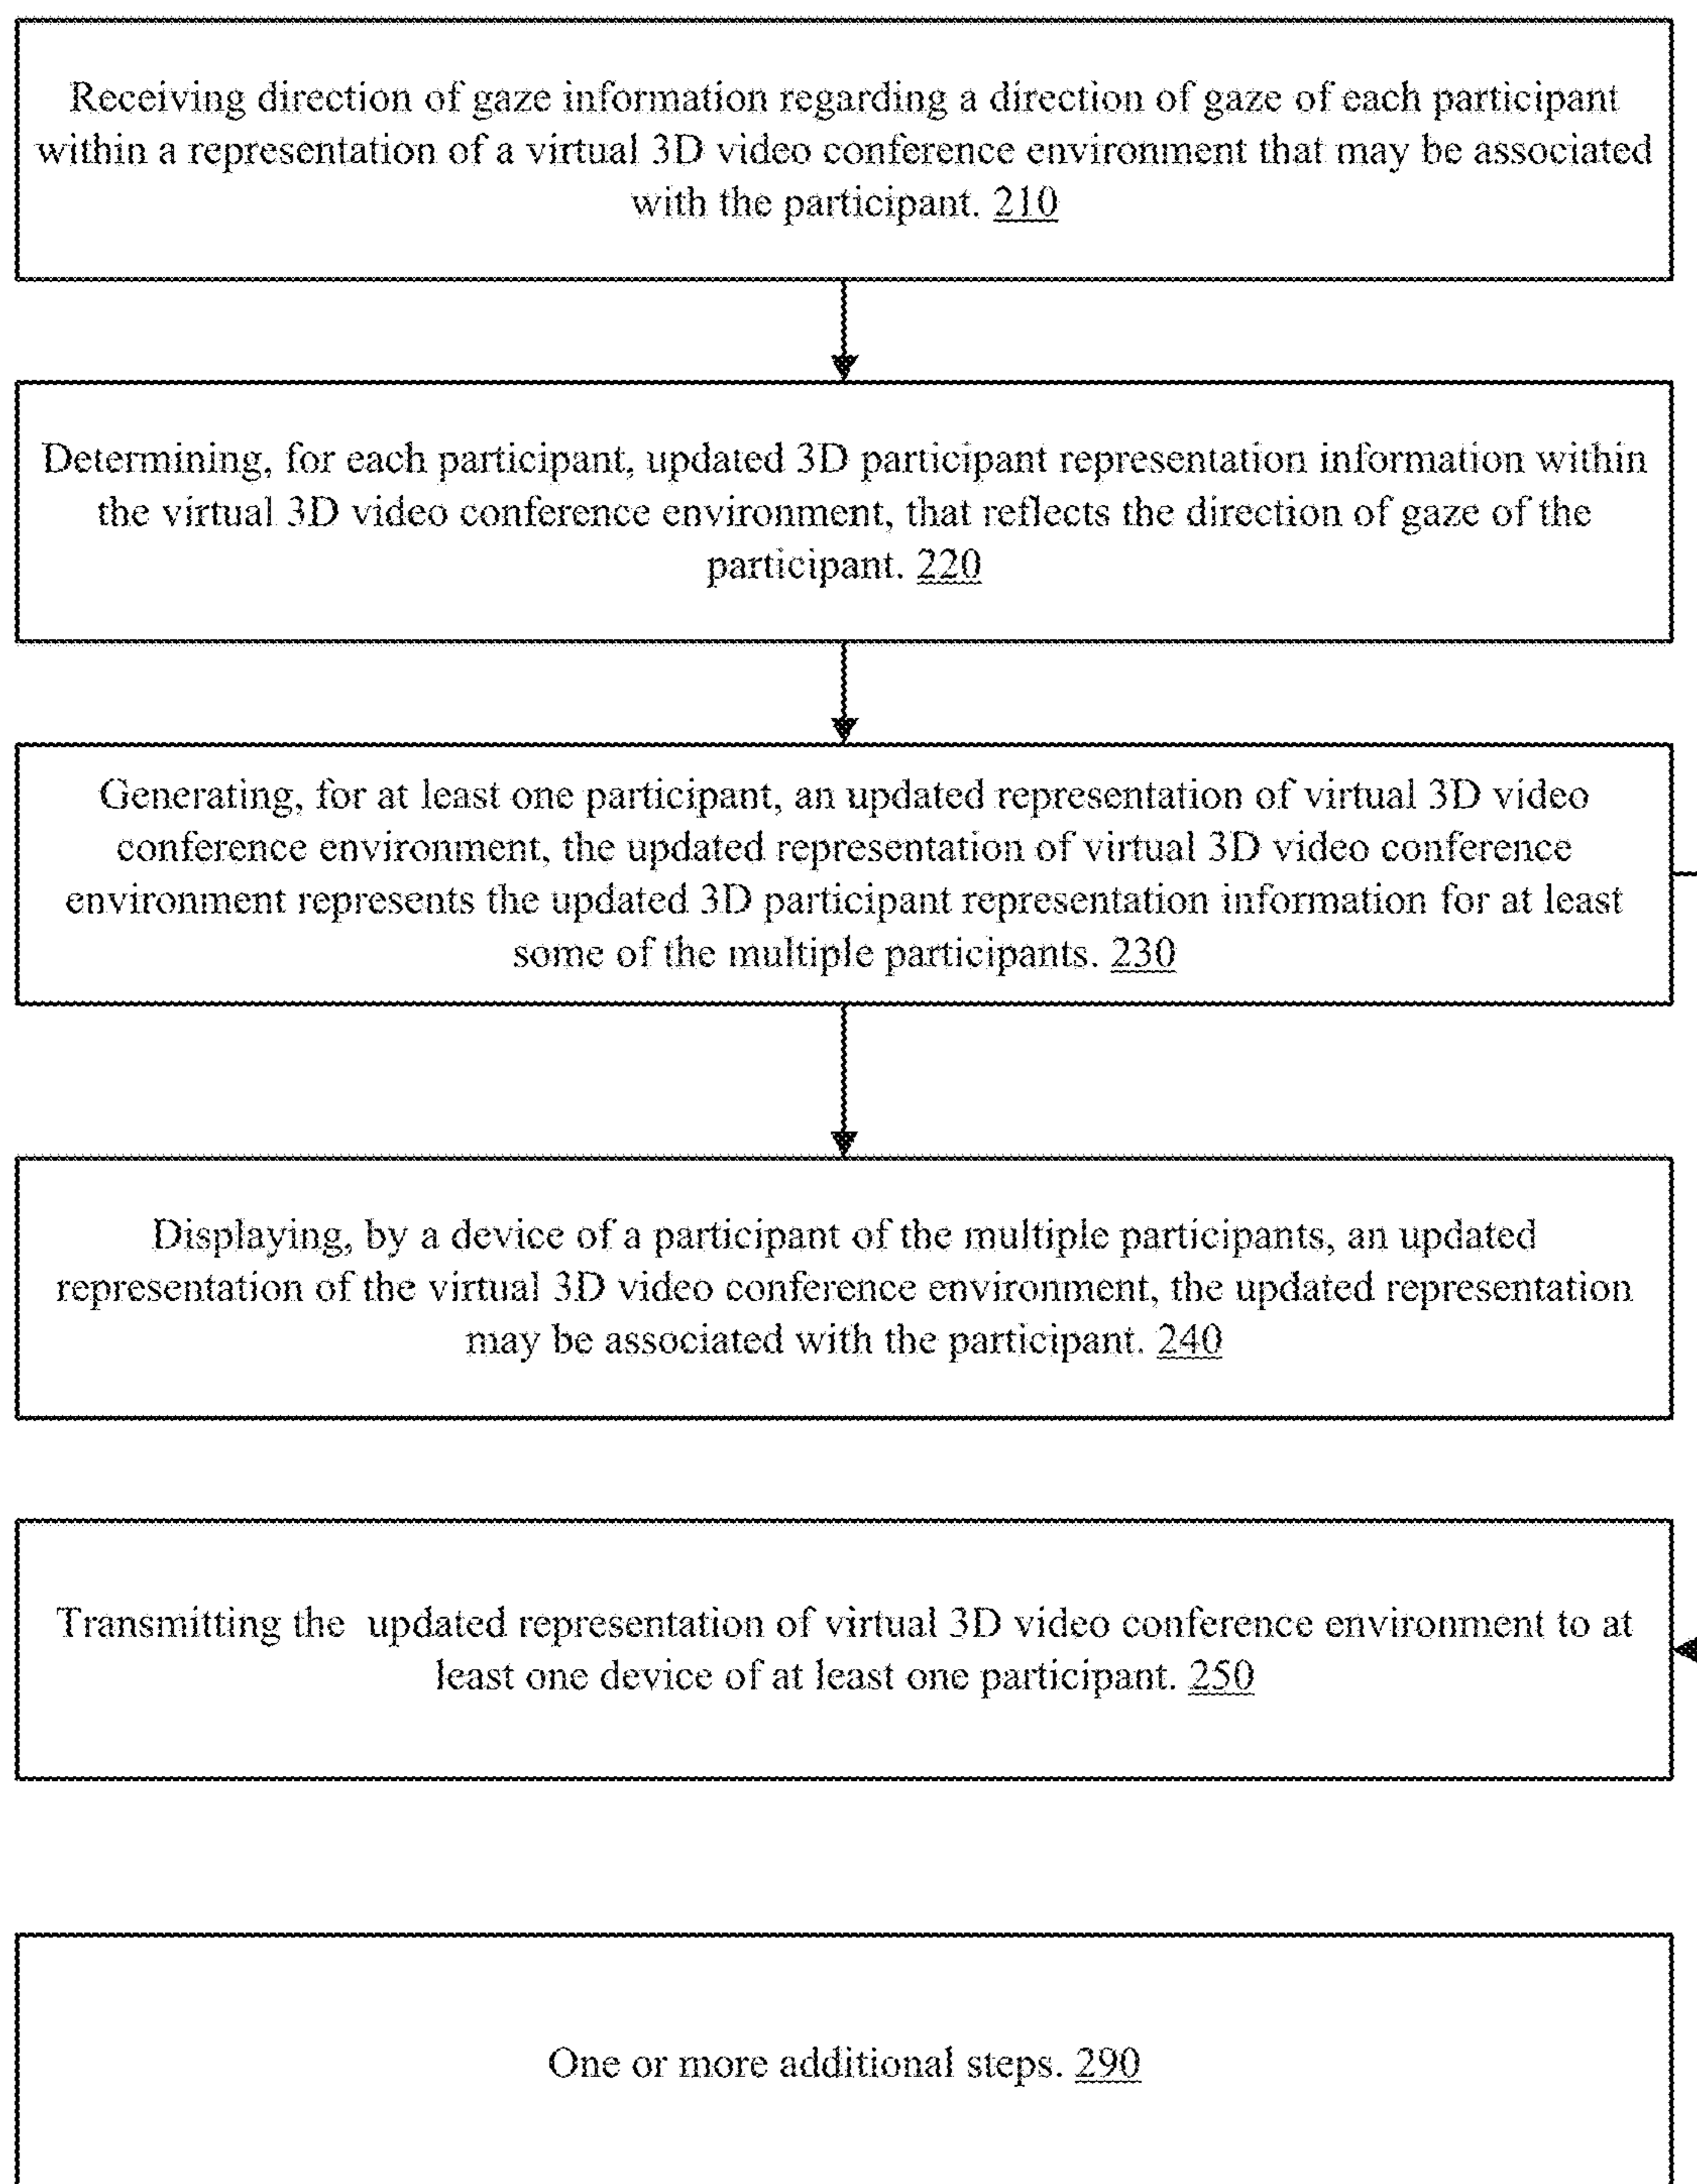 Receiving direction of gaze information regarding a direction of gaze of each participant
within a representation of a virtual 3D video conference environment that may be associated
with the participant. 210
Determining, for each participant, updated 3D participant representation information within
the virtual 3D video conference environment, that reflects the direction of gaze of the
participant. 220
Generating, for at least one participant, an updated representation of virtual 3D video
conference environment, the updated representation of virtual 3D video conference
environment represents the updated 3D participant representation information for at least
some of the multiple participants. 230
Displaying, by a device of a participant of the multiple participants, an updated
representation of the virtual 3D video conference environment, the updated representation
may be associated with the participant. 240
Transmitting the updated representation of virtual 3D video conference environment to at
least one device of at least one participant. 250
One or more additional steps. 290